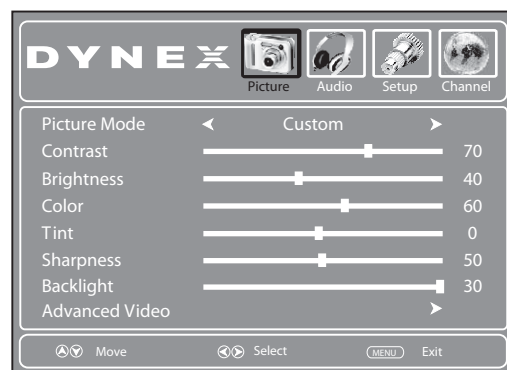 DYNEX
Picture Audio Setup Channel
Picture Mode Custom
Contrast 70
Brightness 40
Color 60
Tint 0
Sharpness 50
Backlight 30
Advanced Video
Move Select MENU Exit